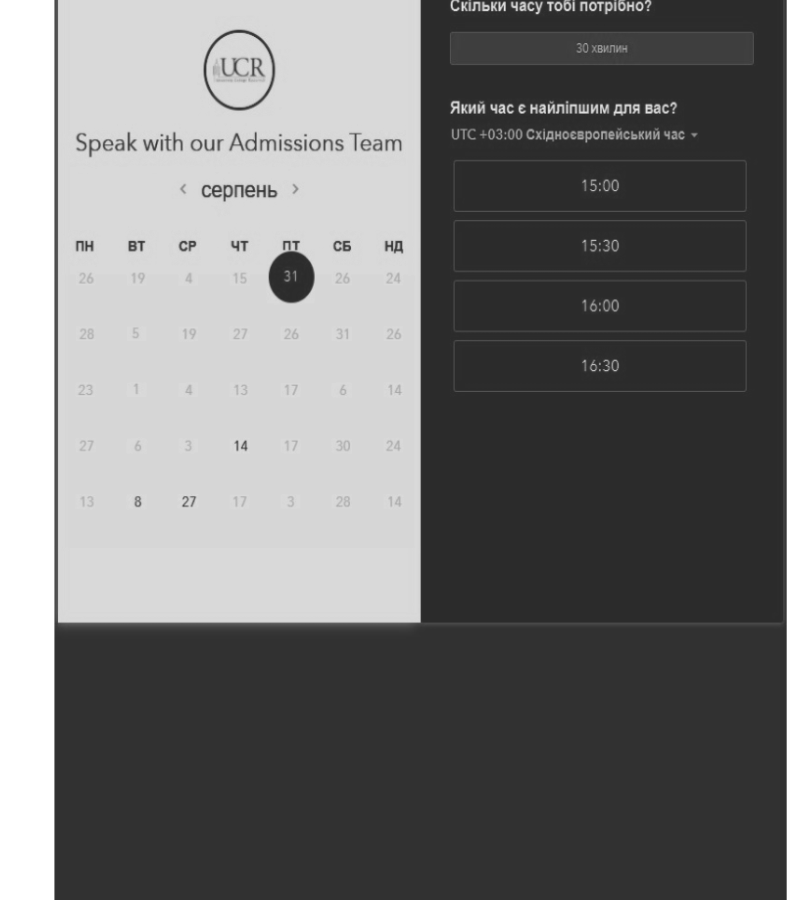 UCR
Speak with our Admissions Team
‹ серпень ›
ПН ВТ СР ЧТ ПТ СБ НД
26 19 4 15 31 26 24
28 5 19 27 26 31 26
23 1 4 13 17 6 14
27 6 3 14 17 30 24
13 8 27 17 3 28 14
Скільки часу тобі потрібно?
30 хвилин
Який час є найліпшим для вас?
UTC +03:00 Східноєвропейський час
15:00
15:30
16:00
16:30